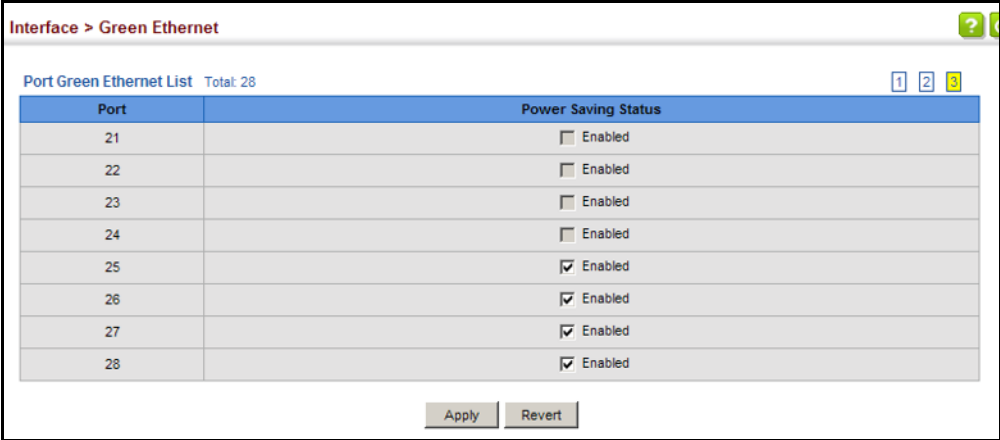 Interface > Green Ethernet
?
Port Green Ethernet List Total: 28 1 2 3
Port Power Saving Status
21 Enabled
22 Enabled
23 Enabled
24 Enabled
25 Enabled
26 Enabled
27 Enabled
28 Enabled
Apply Revert